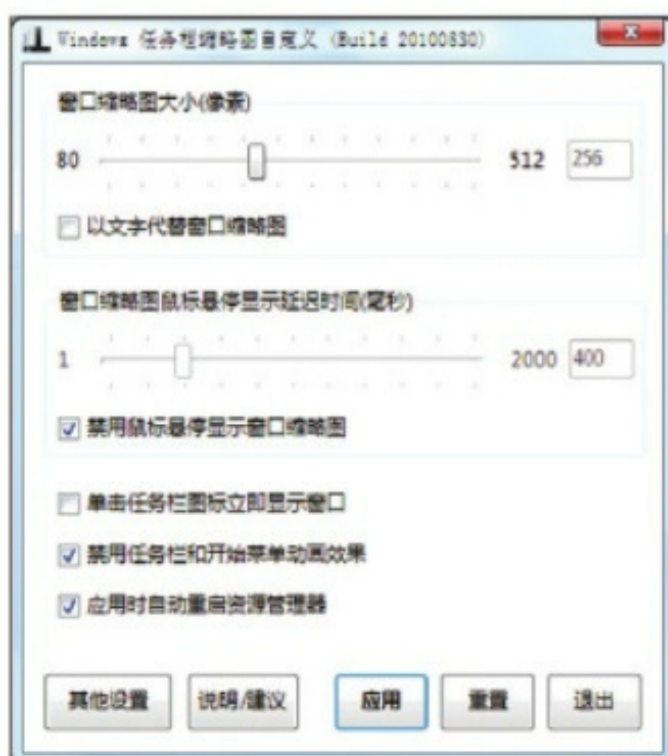 Windows 任务栏缩略图自定义 (Build 20100830)
窗口缩略图大小(像素)
80 512 256
以文字代替窗口缩略图
窗口缩略图鼠标悬停显示延迟时间(毫秒)
1 2000 400
禁用鼠标悬停显示窗口缩略图
单击任务栏图标立即显示窗口
禁用任务栏和开始菜单动画效果
应用时自动重启资源管理器
其他设置 说明/建议 应用 重置 退出